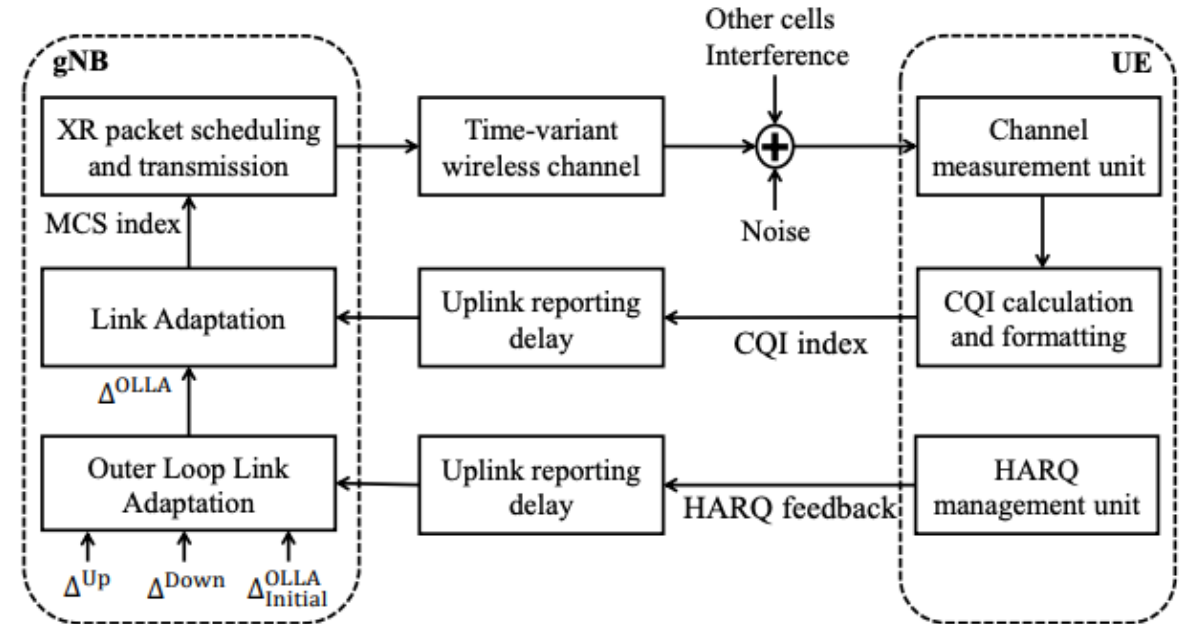 Other cells
Interference
gNB
UE
XR packet scheduling
and transmission
Time-variant
wireless channel
+
Channel
measurement unit
Noise
MCS index
Link Adaptation
Uplink reporting
delay
CQI index
CQI calculation
and formatting
Δ^OLLA
Outer Loop Link
Adaptation
Uplink reporting
delay
HARQ feedback
HARQ
management unit
Δ^Up
Δ^Down
Δ^OLLA_Initial